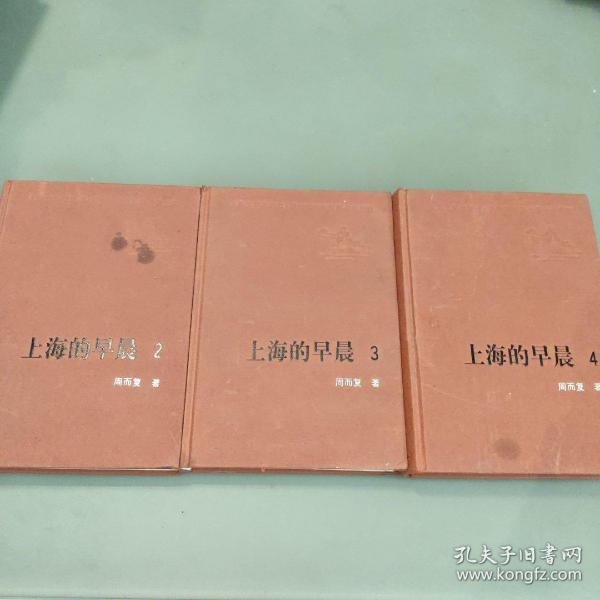 上海的早晨 2
周而复 著
上海的早晨 3
周而复 著
上海的早晨 4
周而复 著
孔夫子旧书网
www.kongfz.com